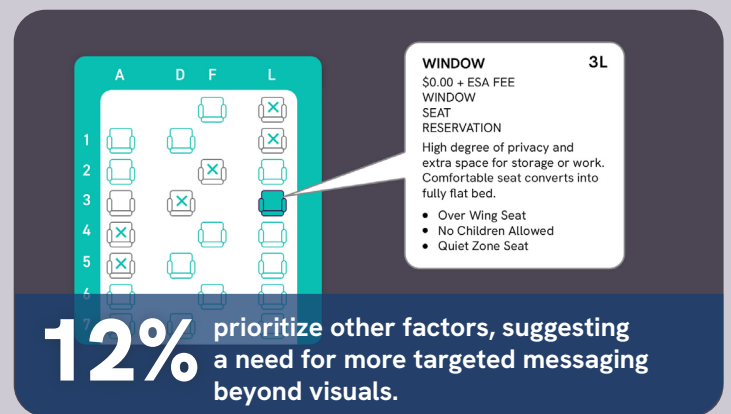 A D F L
1
2
3
4
5
6
7
WINDOW 3L
$0.00 + ESA FEE
WINDOW
SEAT
RESERVATION
High degree of privacy and
extra space for storage or work.
Comfortable seat converts into
fully flat bed.
• Over Wing Seat
• No Children Allowed
• Quiet Zone Seat
12% prioritize other factors, suggesting
a need for more targeted messaging
beyond visuals.